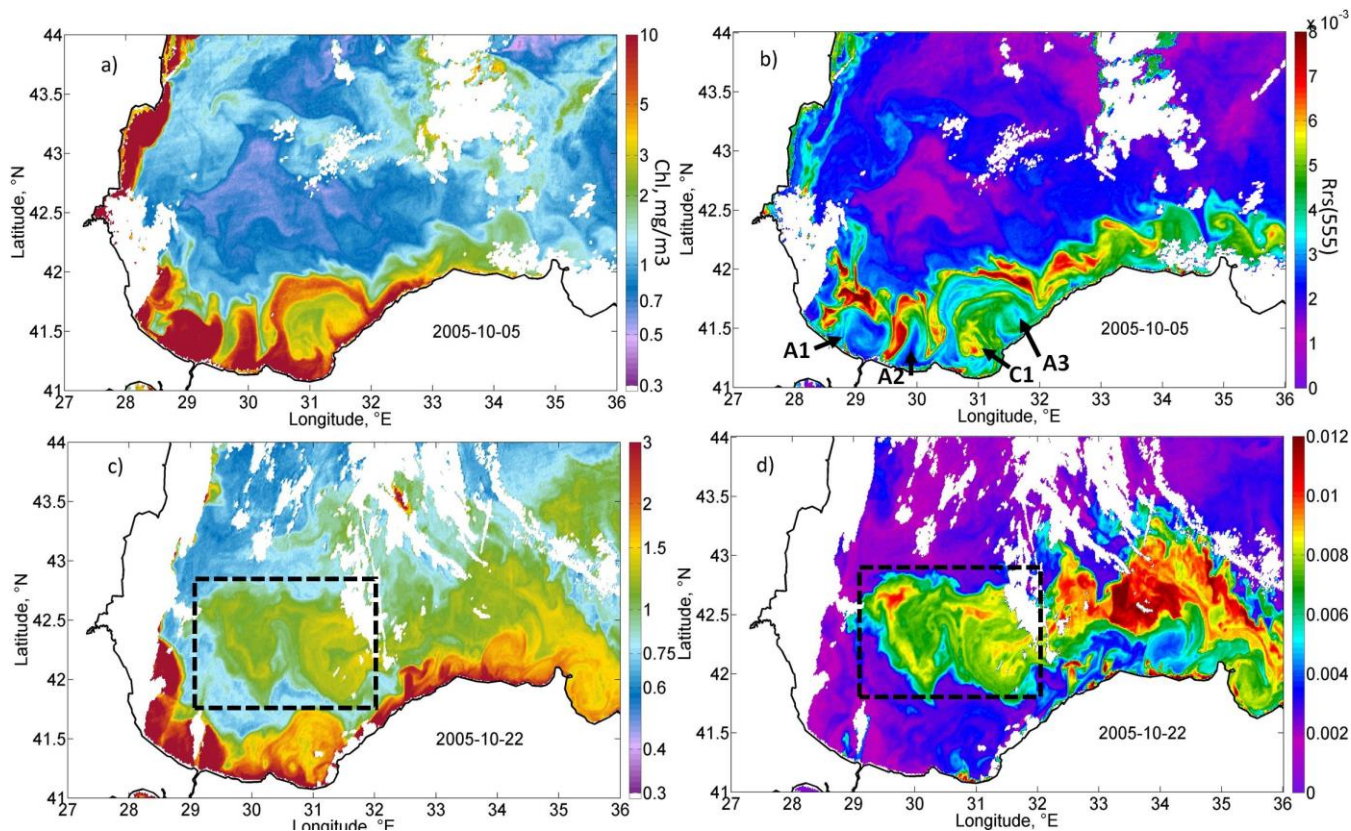 a)
44
43.5
43
42.5
42
41.5
41
27 28 29 30 31 32 33 34 35 36
Latitude, °N
Longitude, °E
2005-10-05
10
5
3
2
1
0.7
0.5
0.3
Chl, mg/m3
b)
44
43.5
43
42.5
42
41.5
41
27 28 29 30 31 32 33 34 35 36
Latitude, °N
Longitude, °E
2005-10-05
A1
A2
C1
A3
x 10-3
8
7
6
5
4
3
2
1
0
Rrs(555)
c)
44
43.5
43
42.5
42
41.5
41
27 28 29 30 31 32 33 34 35 36
Latitude, °N
Longitude, °E
2005-10-22
3
2
1.5
1
0.75
0.6
0.4
0.3
d)
44
43.5
43
42.5
42
41.5
41
27 28 29 30 31 32 33 34 35 36
Latitude, °N
Longitude, °E
2005-10-22
0.012
0.01
0.008
0.006
0.004
0.002
0